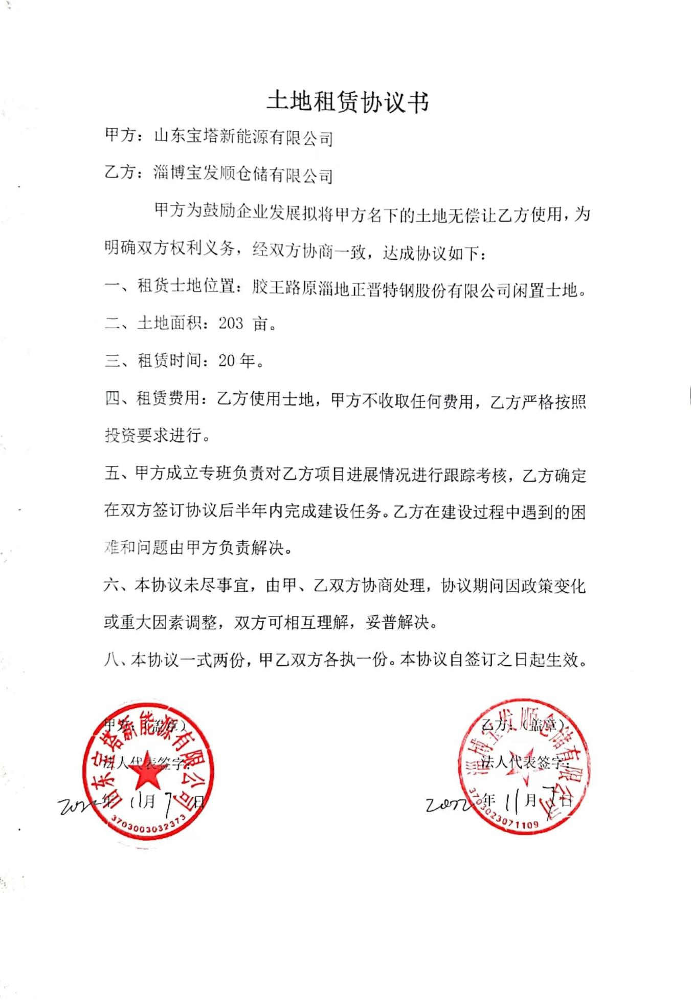 土地租赁协议书
甲方：山东宝塔新能源有限公司
乙方：淄博宝发顺仓储有限公司
甲方为鼓励企业发展拟将甲方名下的土地无偿让乙方使用，为
明确双方权利义务，经双方协商一致，达成协议如下：
一、租货士地位置：胶王路原淄地正晋特钢股份有限公司闲置士地。
二、土地面积：203 亩。
三、租赁时间：20 年。
四、租赁费用：乙方使用士地，甲方不收取任何费用，乙方严格按照
投资要求进行。
五、甲方成立专班负责对乙方项目进展情况进行跟踪考核，乙方确定
在双方签订协议后半年内完成建设任务。乙方在建设过程中遇到的困
难和问题由甲方负责解决。
六、本协议未尽事宜，由甲、乙双方协商处理，协议期问因政策变化
或重大因素调整，双方可相互理解，妥普解决。
八、本协议一式两份，甲乙双方各执一份。本协议自签订之日起生效。
甲方：（盖章）
法人代表签字：
2022年 11月 7 日
山东宝塔新能源有限公司
3703003032373
乙方：（盖章）
法人代表签字：
2022 年 11 月 7 日
淄博宝发顺仓储有限公司
3703023071109